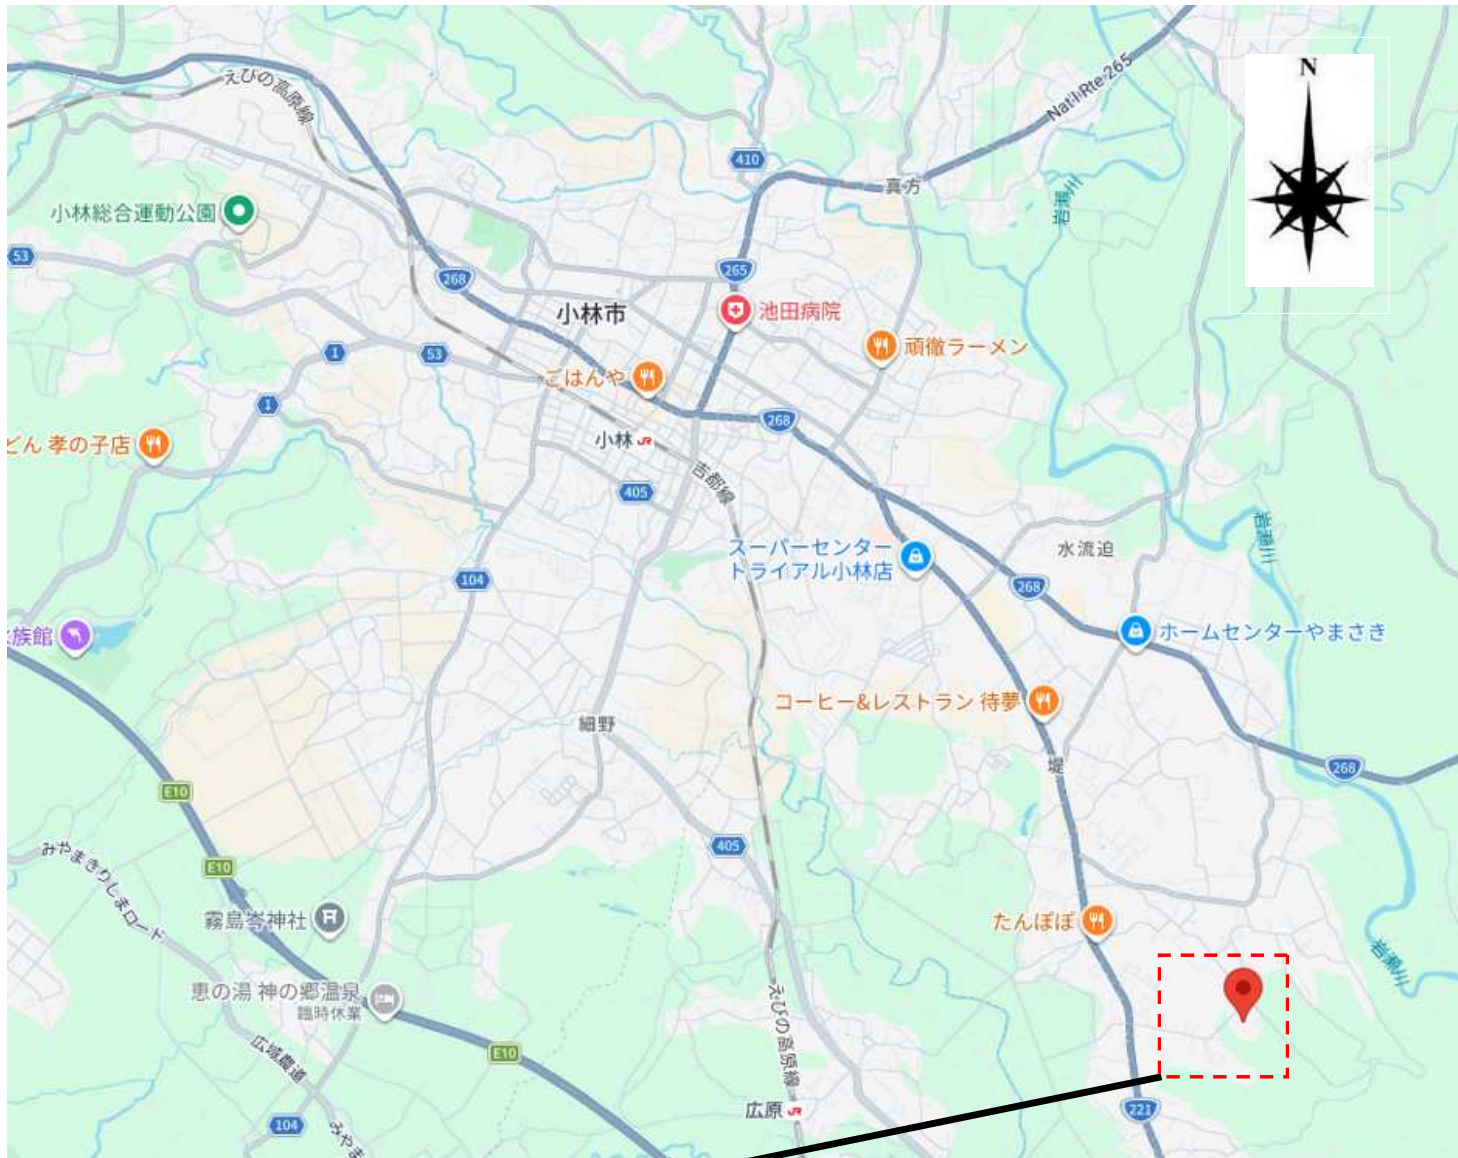 N
Nat'l Rte 265
えびの高原線
410
真方
岩瀬川
小林総合運動公園
53
268
265
小林市
池田病院
頑徹ラーメン
1
53
ごはんや
1
268
どん 孝の子店
小林 JR
吉都線
405
岩瀬川
スーパーセンター
トライアル小林店
水流迫
104
268
族館
ホームセンターやまさき
コーヒー&レストラン 待夢
細野
堤
268
E10
405
みやまきりしまロード
E10
霧島岑神社
たんぽぽ
岩瀬川
恵の湯 神の郷温泉
臨時休業
えびの高原線
広域農道
E10
広原 JR
221
104
みやま